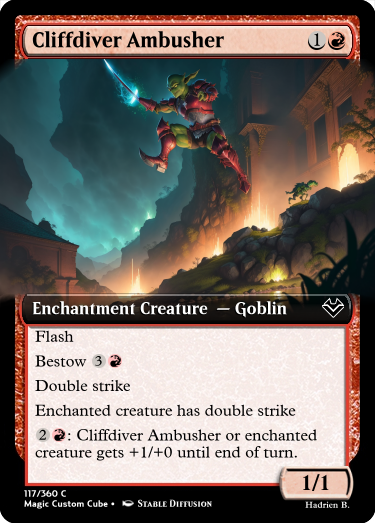 Cliffdiver Ambusher 1
Enchantment Creature — Goblin
Flash
Bestow 3
Double strike
Enchanted creature has double strike
2 : Cliffdiver Ambusher or enchanted
creature gets +1/+0 until end of turn.
1/1
117/360 C
Magic Custom Cube • Stable Diffusion
Hadrien B.